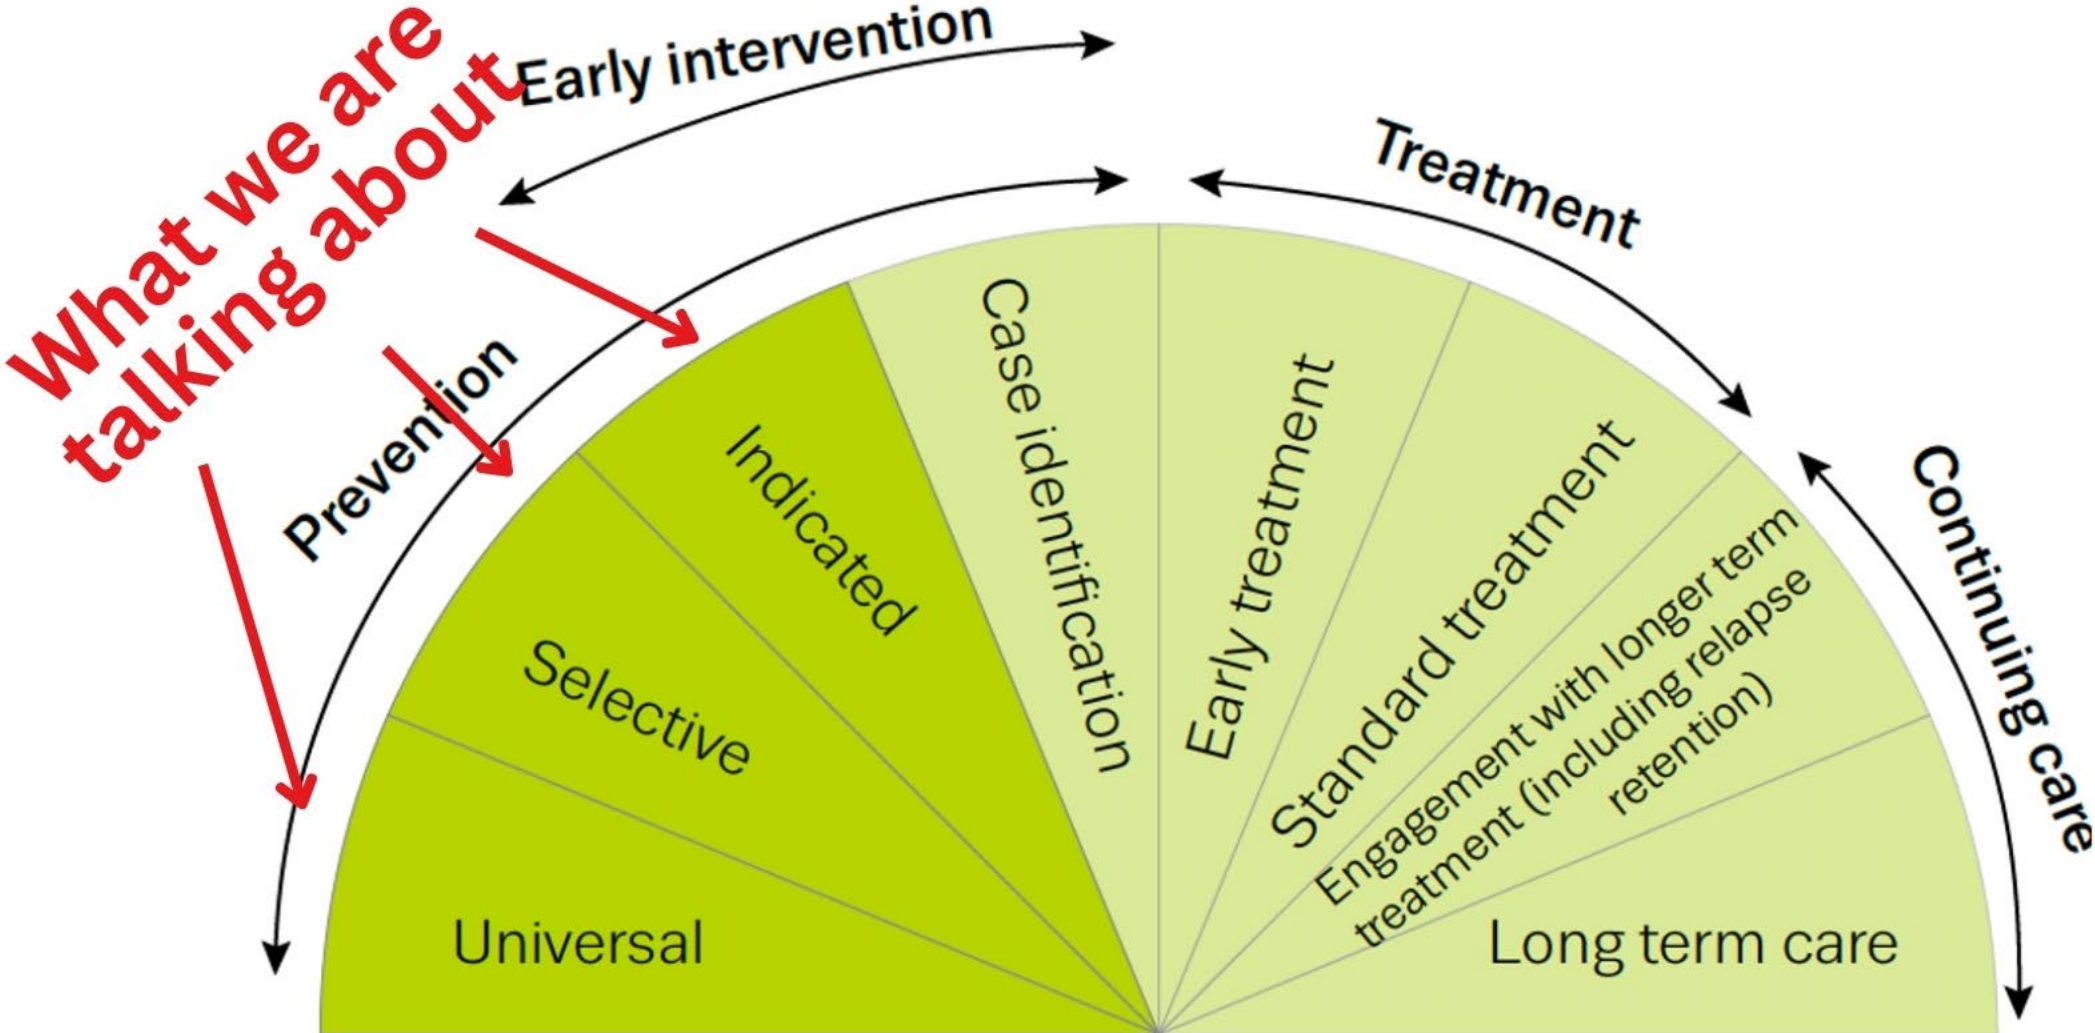 What we are
talking about
Early intervention
Prevention
Treatment
Continuing care
Universal
Selective
Indicated
Case identification
Early treatment
Standard treatment
Engagement with longer term
treatment (including relapse
retention)
Long term care